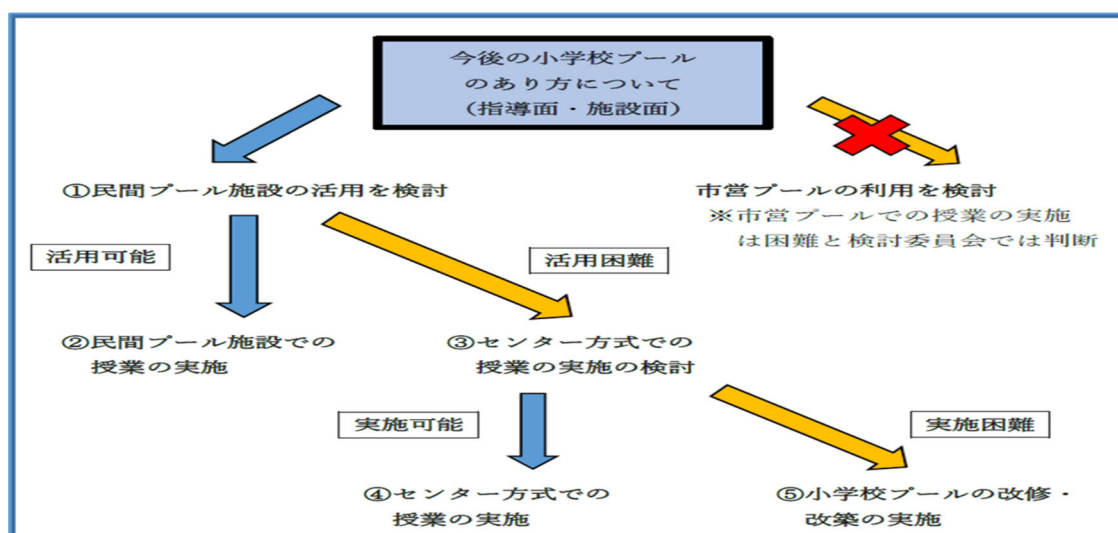 今後の小学校プール
のあり方について
(指導面・施設面)
①民間プール施設の活用を検討
市営プールの利用を検討
※市営プールでの授業の実施
は困難と検討委員会では判断
活用可能
活用困難
②民間プール施設での
授業の実施
③センター方式での
授業の実施の検討
実施可能
実施困難
④センター方式での
授業の実施
⑤小学校プールの改修・
改築の実施